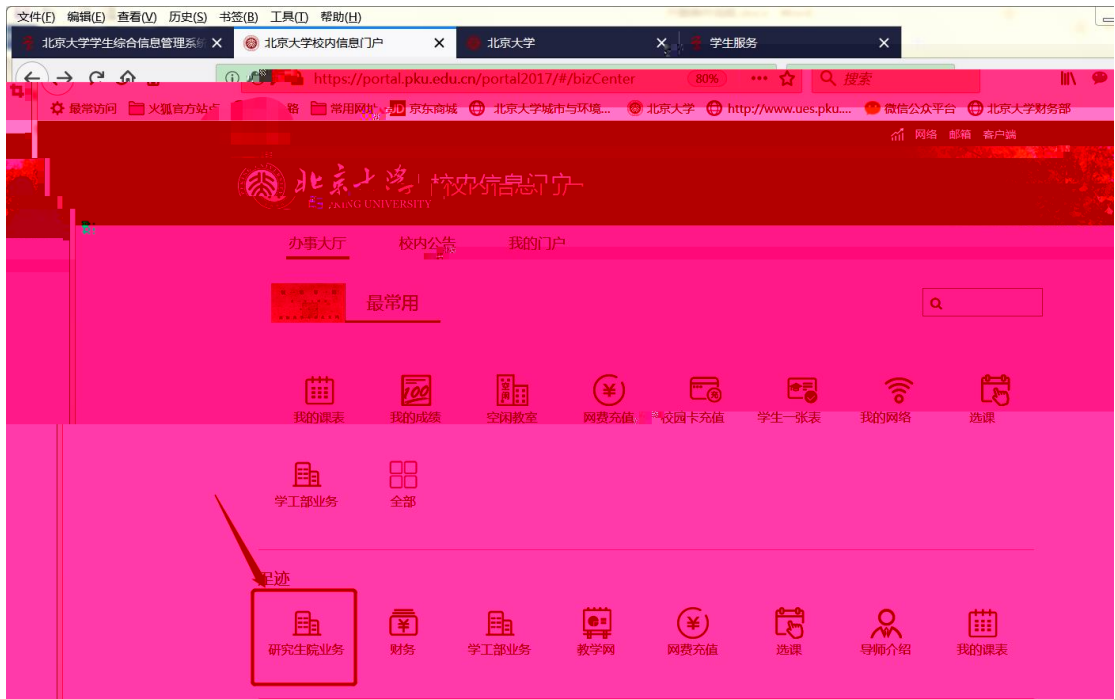 文件(F) 编辑(E) 查看(V) 历史(S) 书签(B) 工具(T) 帮助(H)
北京大学学生综合信息管理系统 北京大学校内信息门户 北京大学 学生服务
https://portal.pku.edu.cn/portal2017/#/bizCenter 80% 搜索
最常访问 火狐官方站点 常用网址 JD 京东商城 北京大学城市与环境... 北京大学 http://www.ues.pku.... 微信公众平台 北京大学财务部
网络 邮箱 客户端
北京大学 校内信息门户
UNIVERSITY
办事大厅 校内公告 我的门户
最常用
我的课表 我的成绩 空闲教室 网费充值 校园卡充值 学生一张表 我的网络 选课
学工部业务 全部
足迹
研究生院业务 财务 学工部业务 教学网 网费充值 选课 导师介绍 我的课表